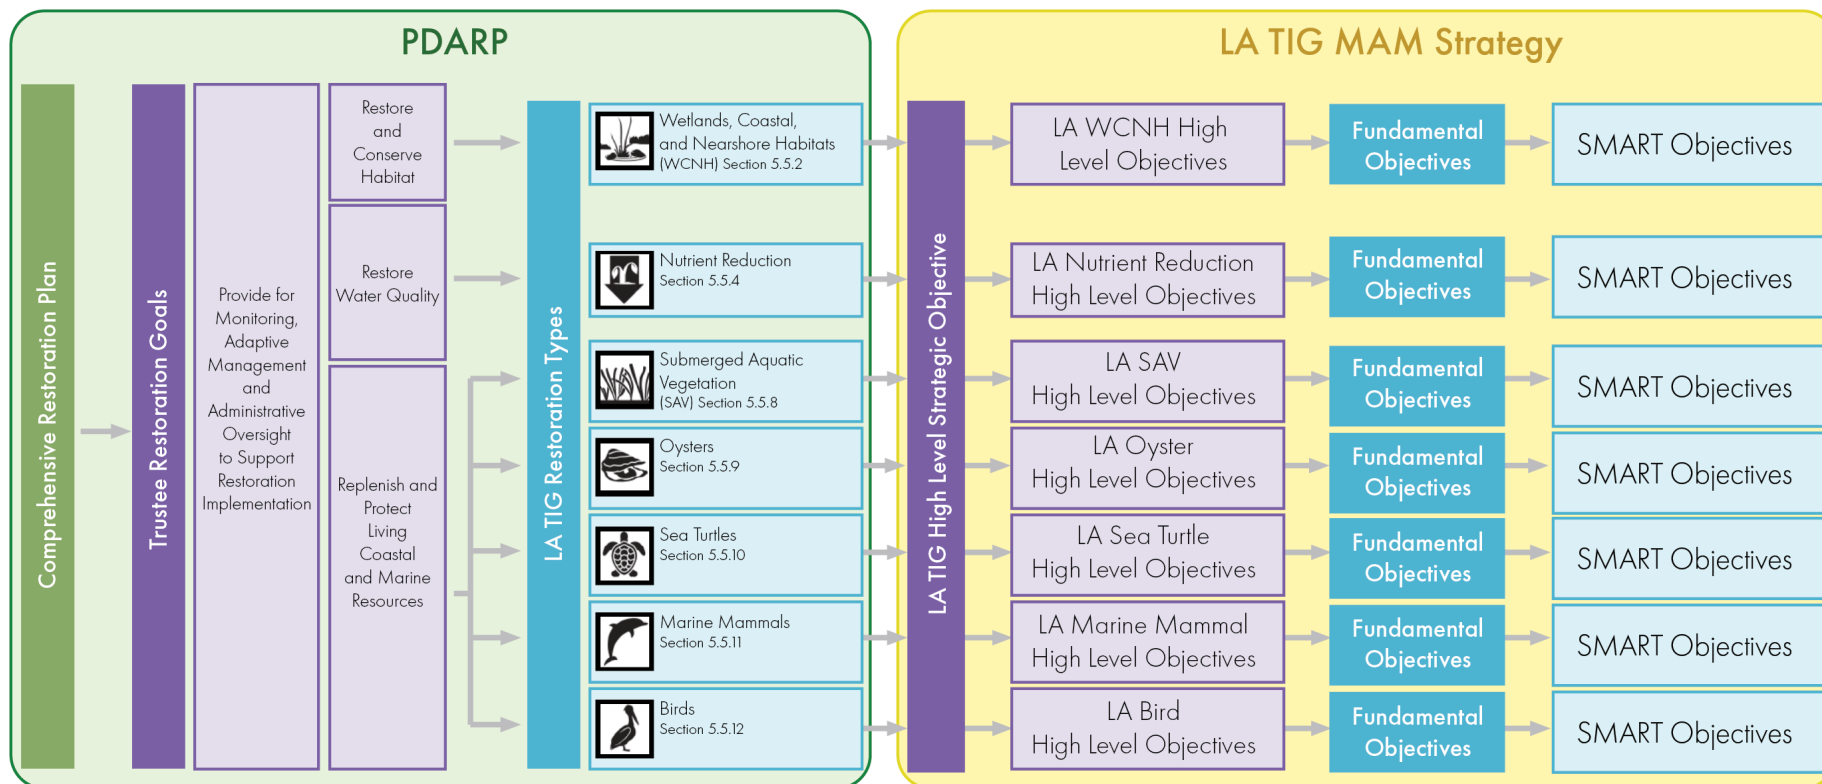 PDARP
Comprehensive Restoration Plan
Trustee Restoration Goals
Provide for
Monitoring,
Adaptive
Management
and
Administrative
Oversight
to Support
Restoration
Implementation
Restore
and
Conserve
Habitat
Restore
Water Quality
Replenish and
Protect
Living
Coastal
and Marine
Resources
LA TIG Restoration Types
Wetlands, Coastal,
and Nearshore Habitats
(WCNH) Section 5.5.2
Nutrient Reduction
Section 5.5.4
Submerged Aquatic
Vegetation
(SAV) Section 5.5.8
Oysters
Section 5.5.9
Sea Turtles
Section 5.5.10
Marine Mammals
Section 5.5.11
Birds
Section 5.5.12
LA TIG MAM Strategy
LA TIG High Level Strategic Objective
LA WCNH High
Level Objectives
Fundamental
Objectives
SMART Objectives
LA Nutrient Reduction
High Level Objectives
Fundamental
Objectives
SMART Objectives
LA SAV
High Level Objectives
Fundamental
Objectives
SMART Objectives
LA Oyster
High Level Objectives
Fundamental
Objectives
SMART Objectives
LA Sea Turtle
High Level Objectives
Fundamental
Objectives
SMART Objectives
LA Marine Mammal
High Level Objectives
Fundamental
Objectives
SMART Objectives
LA Bird
High Level Objectives
Fundamental
Objectives
SMART Objectives